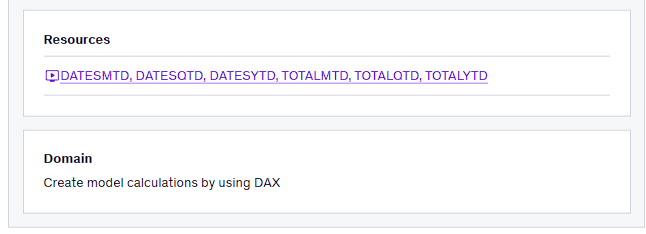 Resources
DATESMTD, DATESQTD, DATESYTD, TOTALMTD, TOTALQTD, TOTALYTD
Domain
Create model calculations by using DAX